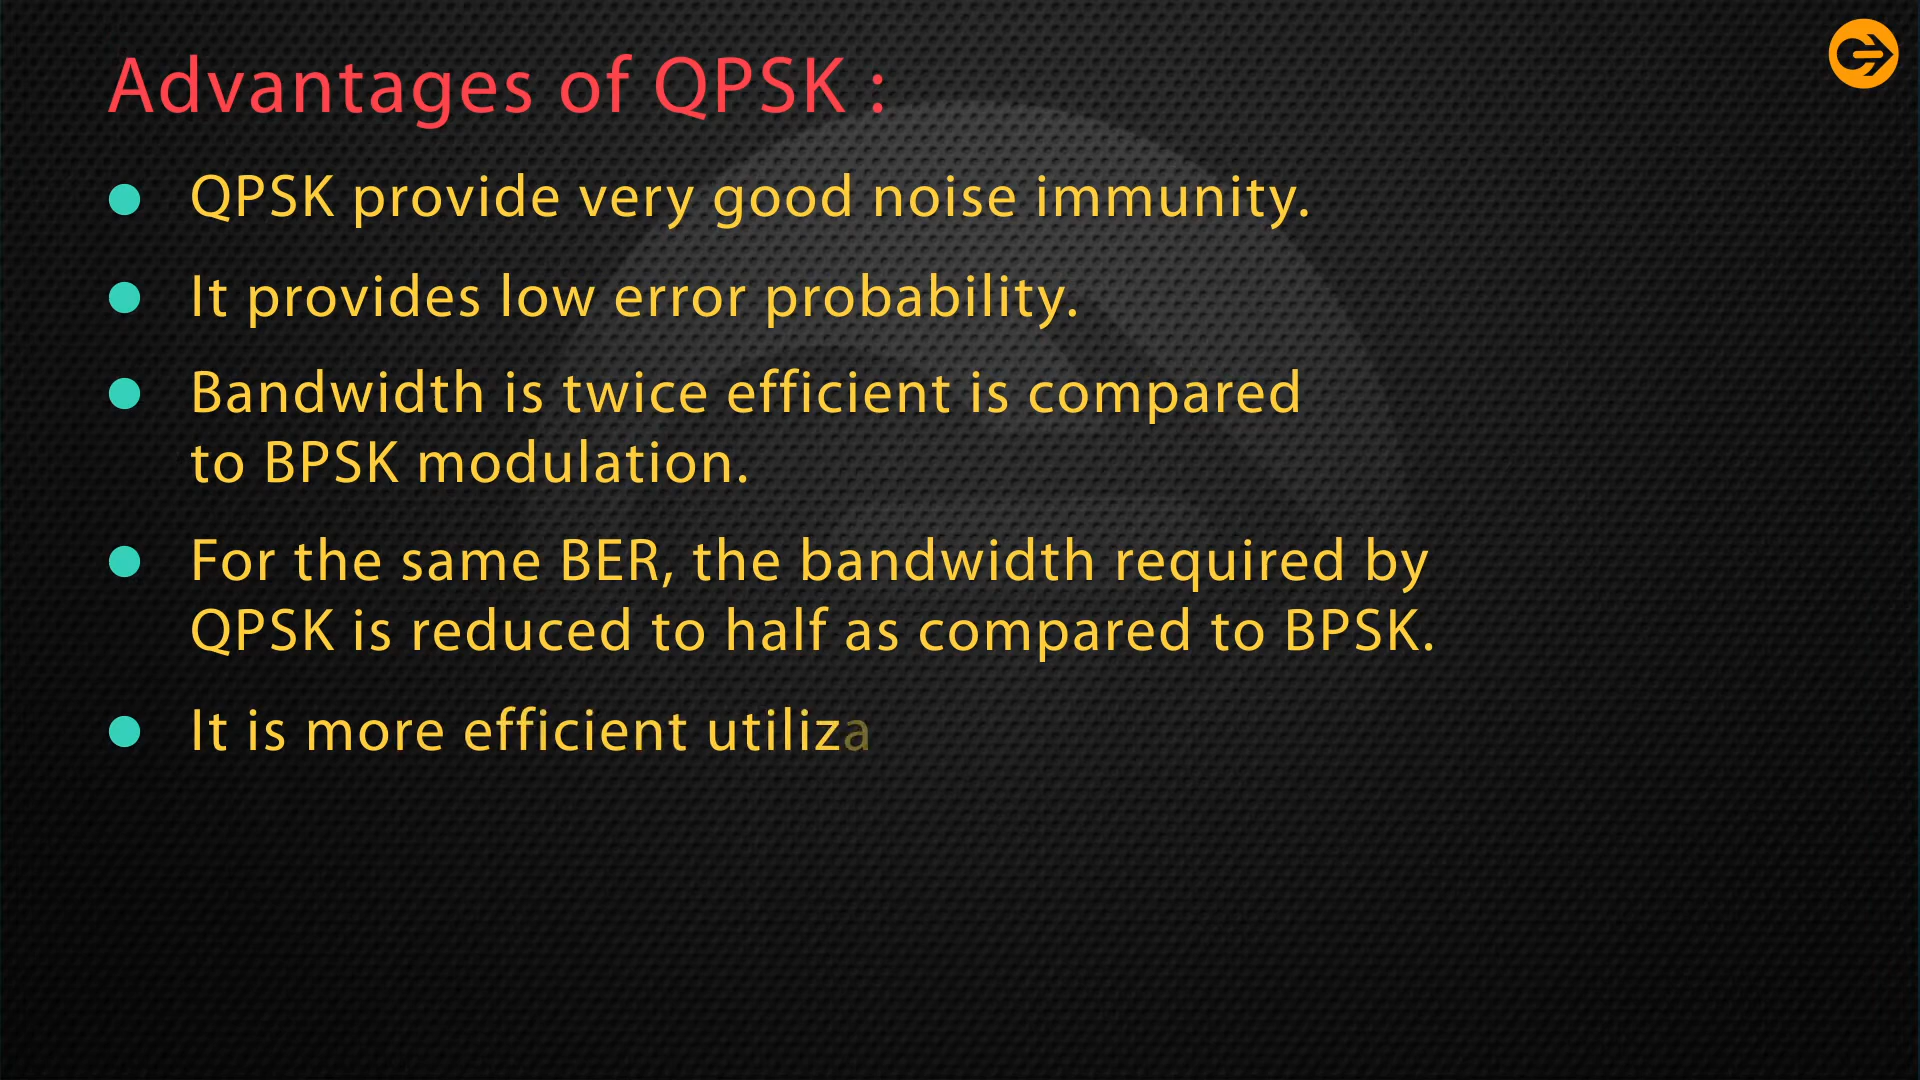 Advantages of QPSK :
QPSK provide very good noise immunity.
It provides low error probability.
Bandwidth is twice efficient is compared
to BPSK modulation.
For the same BER, the bandwidth required by
QPSK is reduced to half as compared to BPSK.
It is more efficient utiliza